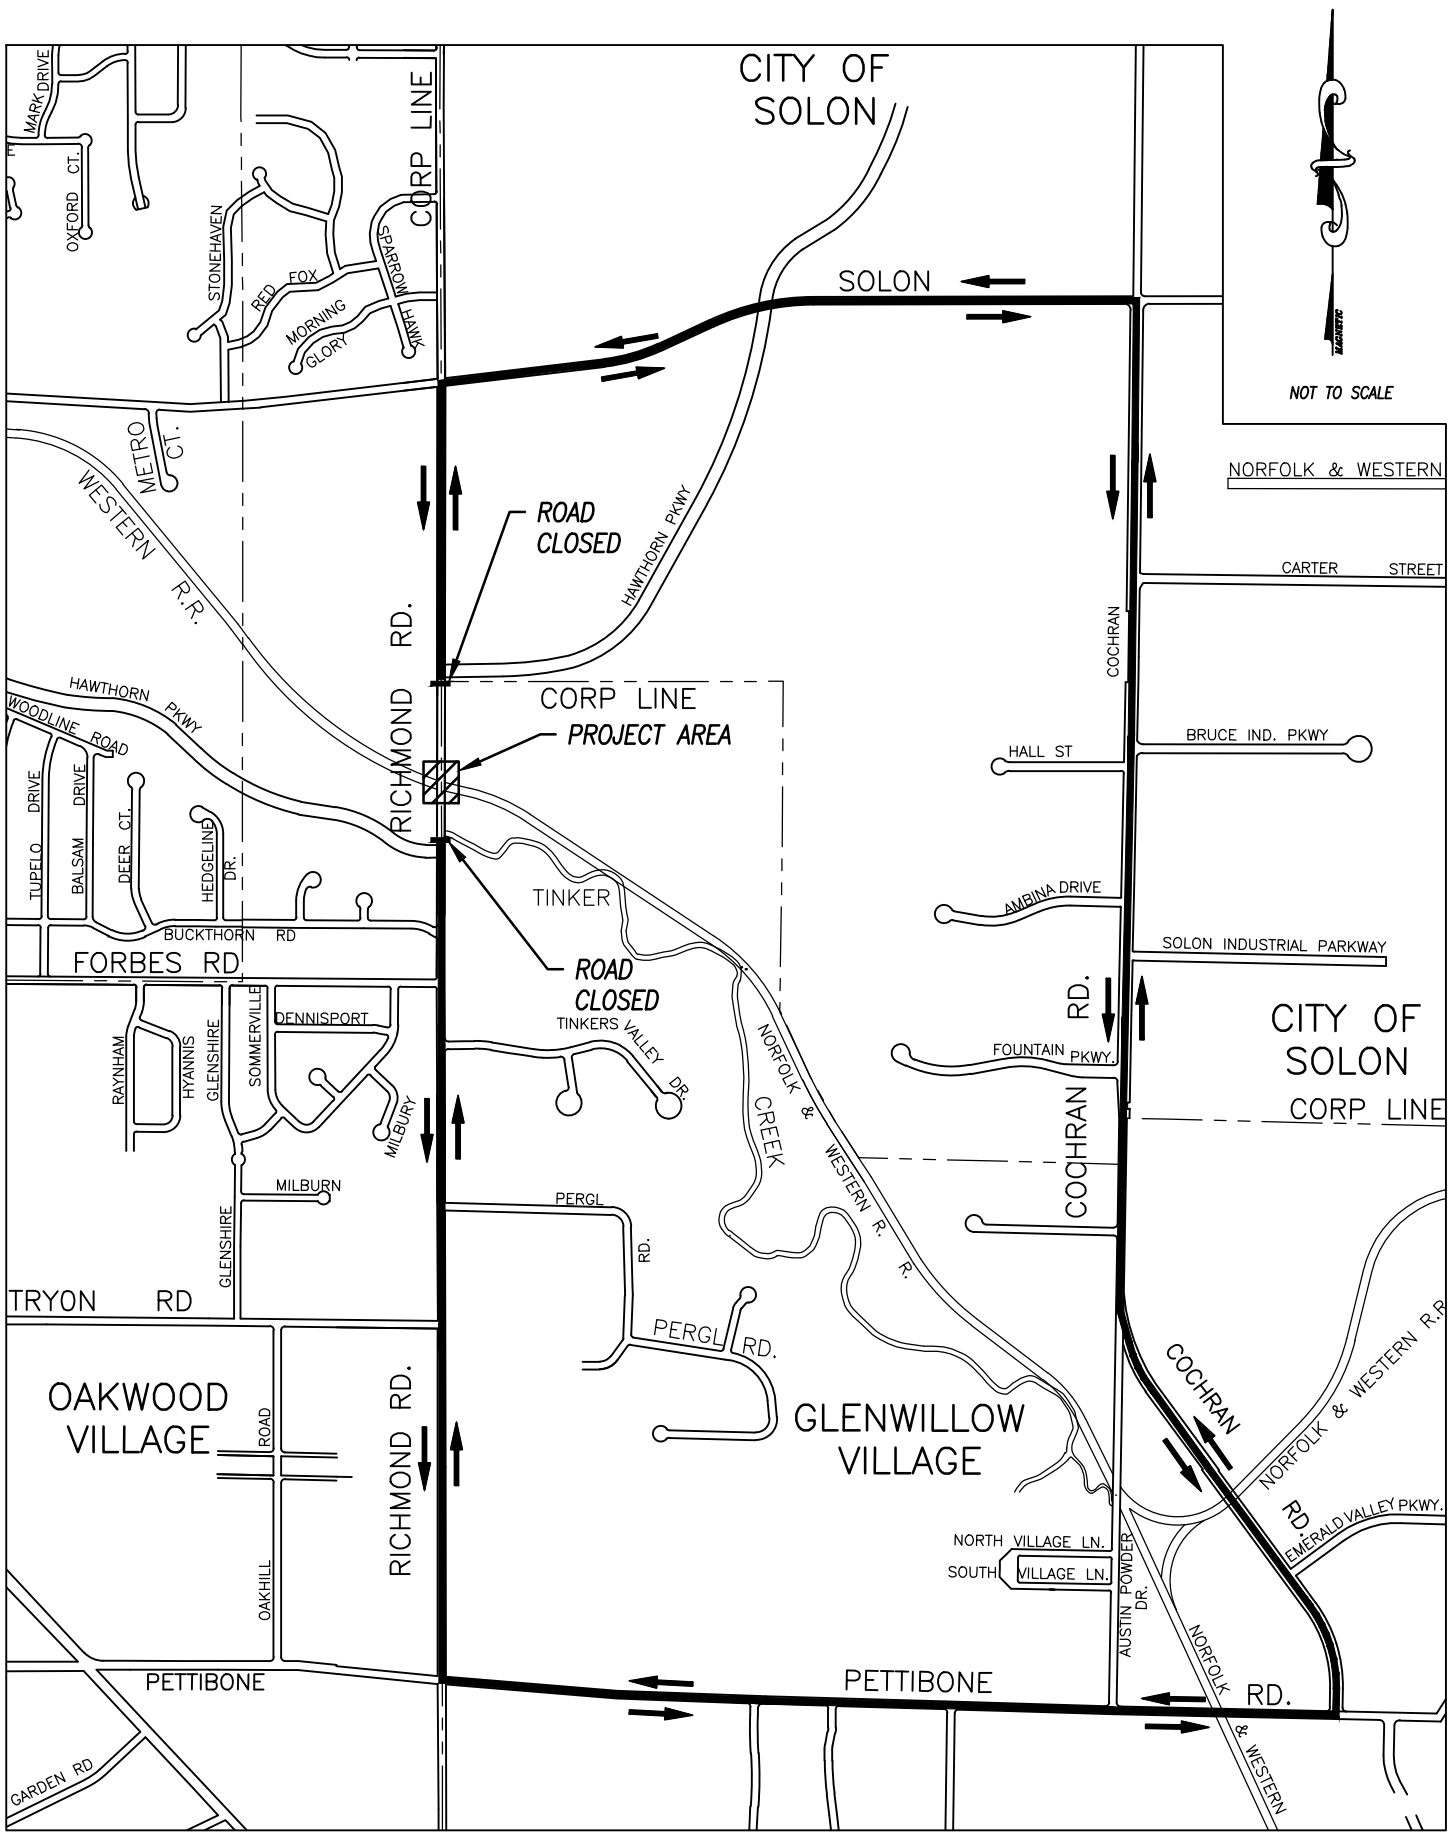 CITY OF
SOLON
CORP LINE
MARK DRIVE
OXFORD CT.
E
STONEHAVEN
RED FOX
MORNING
GLORY
SPARROW
HAWK
SOLON
MAGNETIC
NOT TO SCALE
METRO
CT.
WESTERN R.R.
ROAD
CLOSED
HAWTHORN PKWY
NORFOLK & WESTERN
CARTER STREET
COCHRAN
RICHMOND RD.
CORP LINE
PROJECT AREA
HAWTHORN PKWY
WOODLINE ROAD
TUPELO DRIVE
BALSAM DRIVE
DEER CT.
HEDGELINE
DR.
HALL ST
BRUCE IND. PKWY
TINKER
AMBINA DRIVE
BUCKTHORN RD
FORBES RD
SOLON INDUSTRIAL PARKWAY
ROAD
CLOSED
TINKERS VALLEY DR.
RAYNHAM
HYANNIS
GLENSHIRE
SOMMERVILLE
DENNISPORT
MILBURY
NORFOLK & WESTERN R. R.
CREEK
FOUNTAIN PKWY.
COCHRAN RD.
CITY OF
SOLON
CORP LINE
MILBURN
GLENSHIRE
PERGL
RD.
TRYON RD
PERGL RD.
OAKWOOD
VILLAGE
OAKHILL ROAD
RICHMOND RD.
GLENWILLOW
VILLAGE
COCHRAN RD.
NORFOLK & WESTERN R.R
EMERALD VALLEY PKWY.
NORTH VILLAGE LN.
SOUTH VILLAGE LN.
AUSTIN POWDER
DR.
NORFOLK & WESTERN
PETTIBONE
PETTIBONE RD.
GARDEN RD